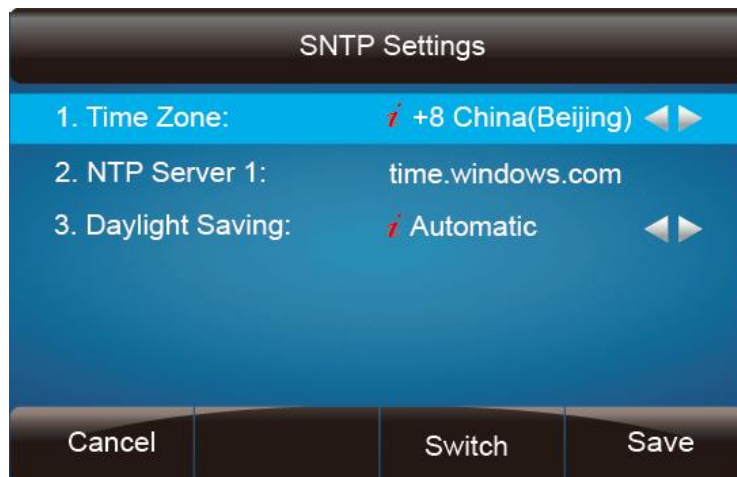 SNTP Settings
1. Time Zone: i +8 China(Beijing)
2. NTP Server 1: time.windows.com
3. Daylight Saving: i Automatic
Cancel Switch Save